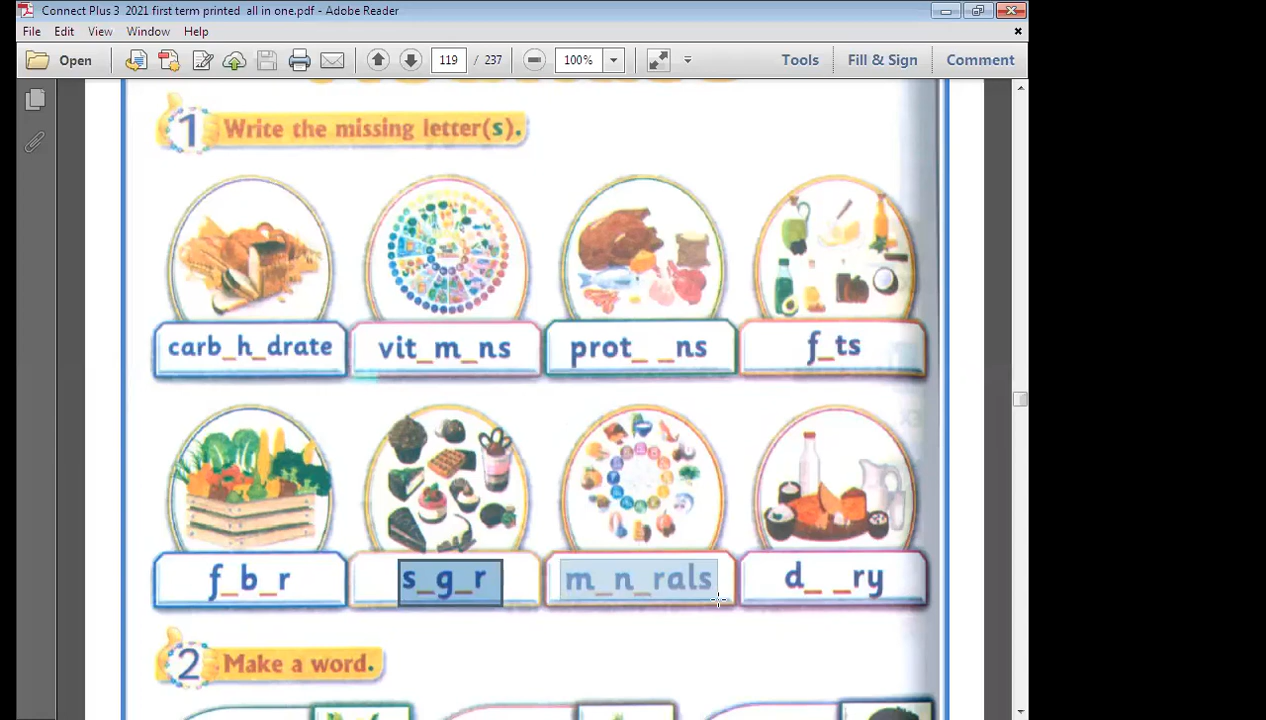 Connect Plus 3 2021 first term printed all in one.pdf - Adobe Reader
File Edit View Window Help
Open 119 / 237 100% Tools Fill & Sign Comment
1 Write the missing letter(s).
carb_h_drate vit_m_ns prot_ _ns f_ts
f_b_r s_g_r m_n_rals d_ _ry
2 Make a word.